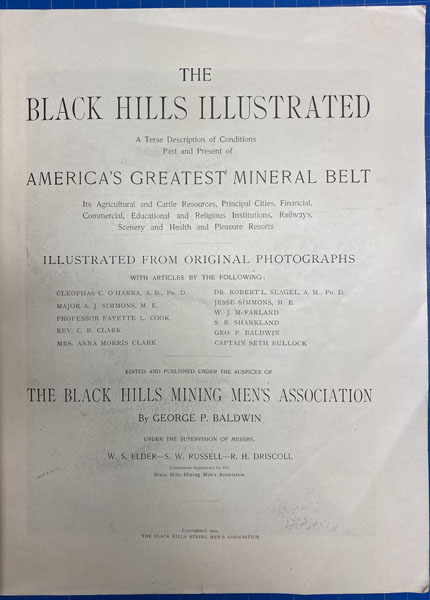 THE
BLACK HILLS ILLUSTRATED
A Terse Description of Conditions
Past and Present of
AMERICA'S GREATEST MINERAL BELT
Its Agricultural and Cattle Resources, Principal Cities, Financial,
Commercial, Educational and Religious Institutions, Railways,
Scenery and Health and Pleasure Resorts
ILLUSTRATED FROM ORIGINAL PHOTOGRAPHS
WITH ARTICLES BY THE FOLLOWING:
CLEOPHAS C. O'HARRA, A. B., Ph. D.
MAJOR A. J. SIMMONS, M. E.
PROFESSOR FAYETTE L. COOK
REV. C. B. CLARK
MRS. ANNA MORRIS CLARK
DR. ROBERT L. SLAGEL, A. M., Ph. D.
JESSE SIMMONS, M. E.
W. J. McFARLAND
S. R. SHANKLAND
GEO. P. BALDWIN
CAPTAIN SETH BULLOCK
EDITED AND PUBLISHED UNDER THE AUSPICES OF
THE BLACK HILLS MINING MEN'S ASSOCIATION
By GEORGE P. BALDWIN
UNDER THE SUPERVISION OF MESSRS.
W. S. ELDER—S. W. RUSSELL—R. H. DRISCOLL
Committee Appointed by the
Black Hills Mining Men's Association
Copyrighted,
THE BLACK HILLS MINING MEN'S ASSOCIATION